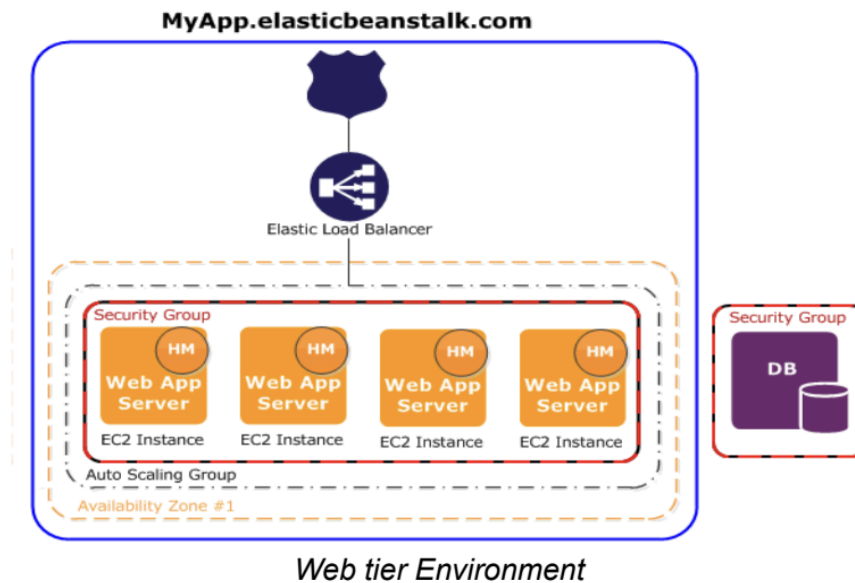 MyApp.elasticbeanstalk.com
Elastic Load Balancer
Security Group
HM
Web App
Server
EC2 Instance
HM
Web App
Server
EC2 Instance
HM
Web App
Server
EC2 Instance
HM
Web App
Server
EC2 Instance
Auto Scaling Group
Availability Zone #1
Security Group
DB
Web tier Environment